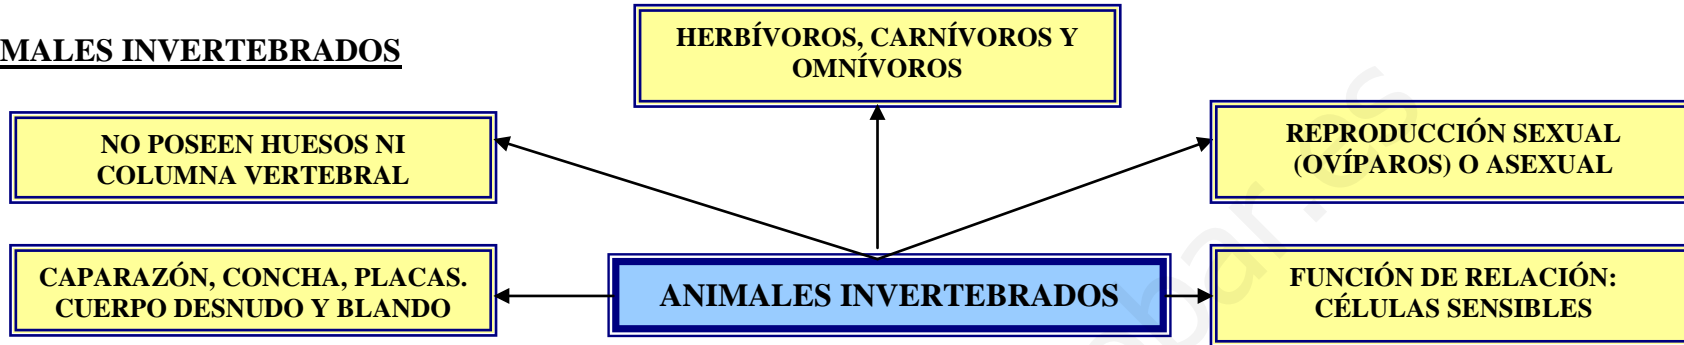 MALES INVERTEBRADOS
HERBÍVOROS, CARNÍVOROS Y
OMNÍVOROS
NO POSEEN HUESOS NI
COLUMNA VERTEBRAL
REPRODUCCIÓN SEXUAL
(OVÍPAROS) O ASEXUAL
CAPARAZÓN, CONCHA, PLACAS.
CUERPO DESNUDO Y BLANDO
ANIMALES INVERTEBRADOS
FUNCIÓN DE RELACIÓN:
CÉLULAS SENSIBLES